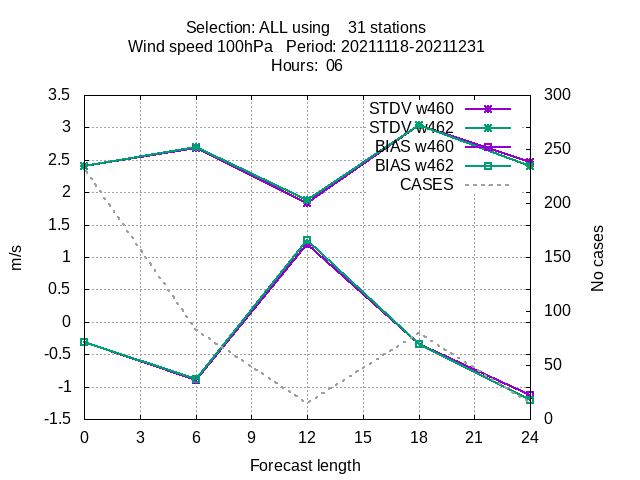 Selection: ALL using    31 stations
Wind speed 100hPa   Period: 20211118-20211231
Hours:  06
3.5
3
2.5
2
1.5
1
0.5
0
-0.5
-1
-1.5
m/s
STDV w460
STDV w462
BIAS w460
BIAS w462
CASES
300
250
200
150
100
50
0
No cases
0 3 6 9 12 15 18 21 24
Forecast length